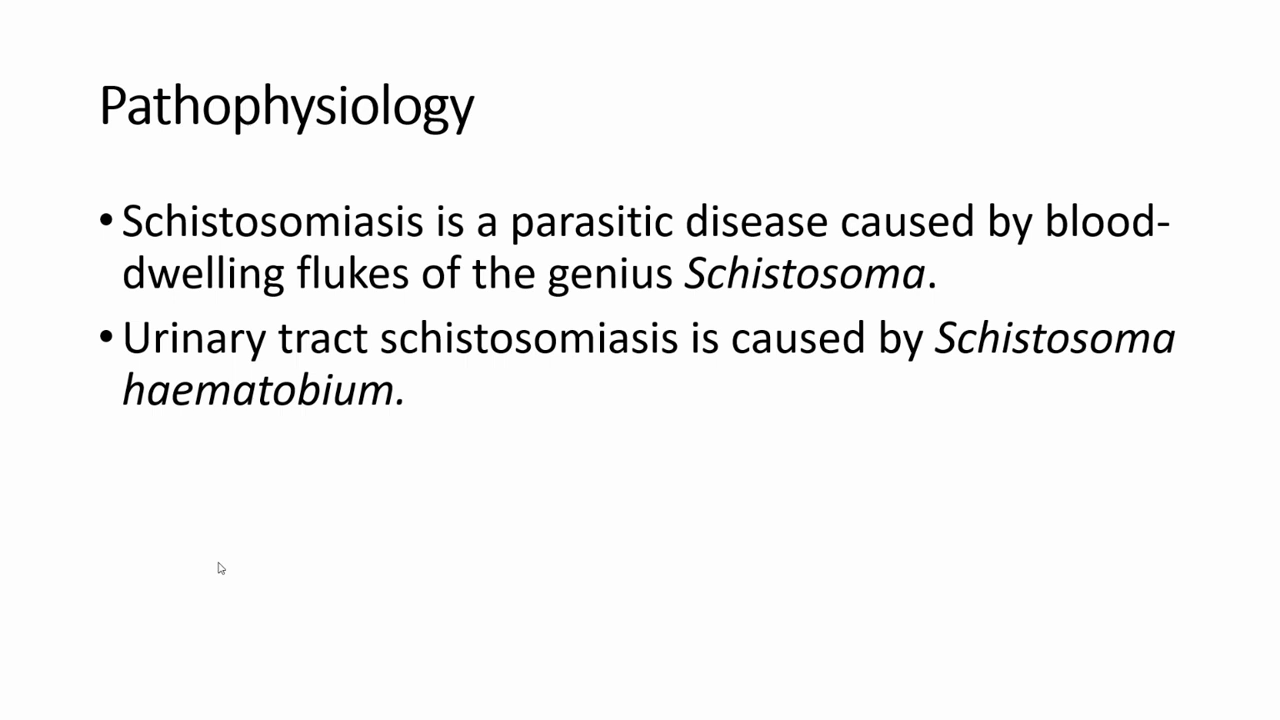 Pathophysiology
•Schistosomiasis is a parasitic disease caused by blood-
dwelling flukes of the genius Schistosoma.
•Urinary tract schistosomiasis is caused by Schistosoma
haematobium.